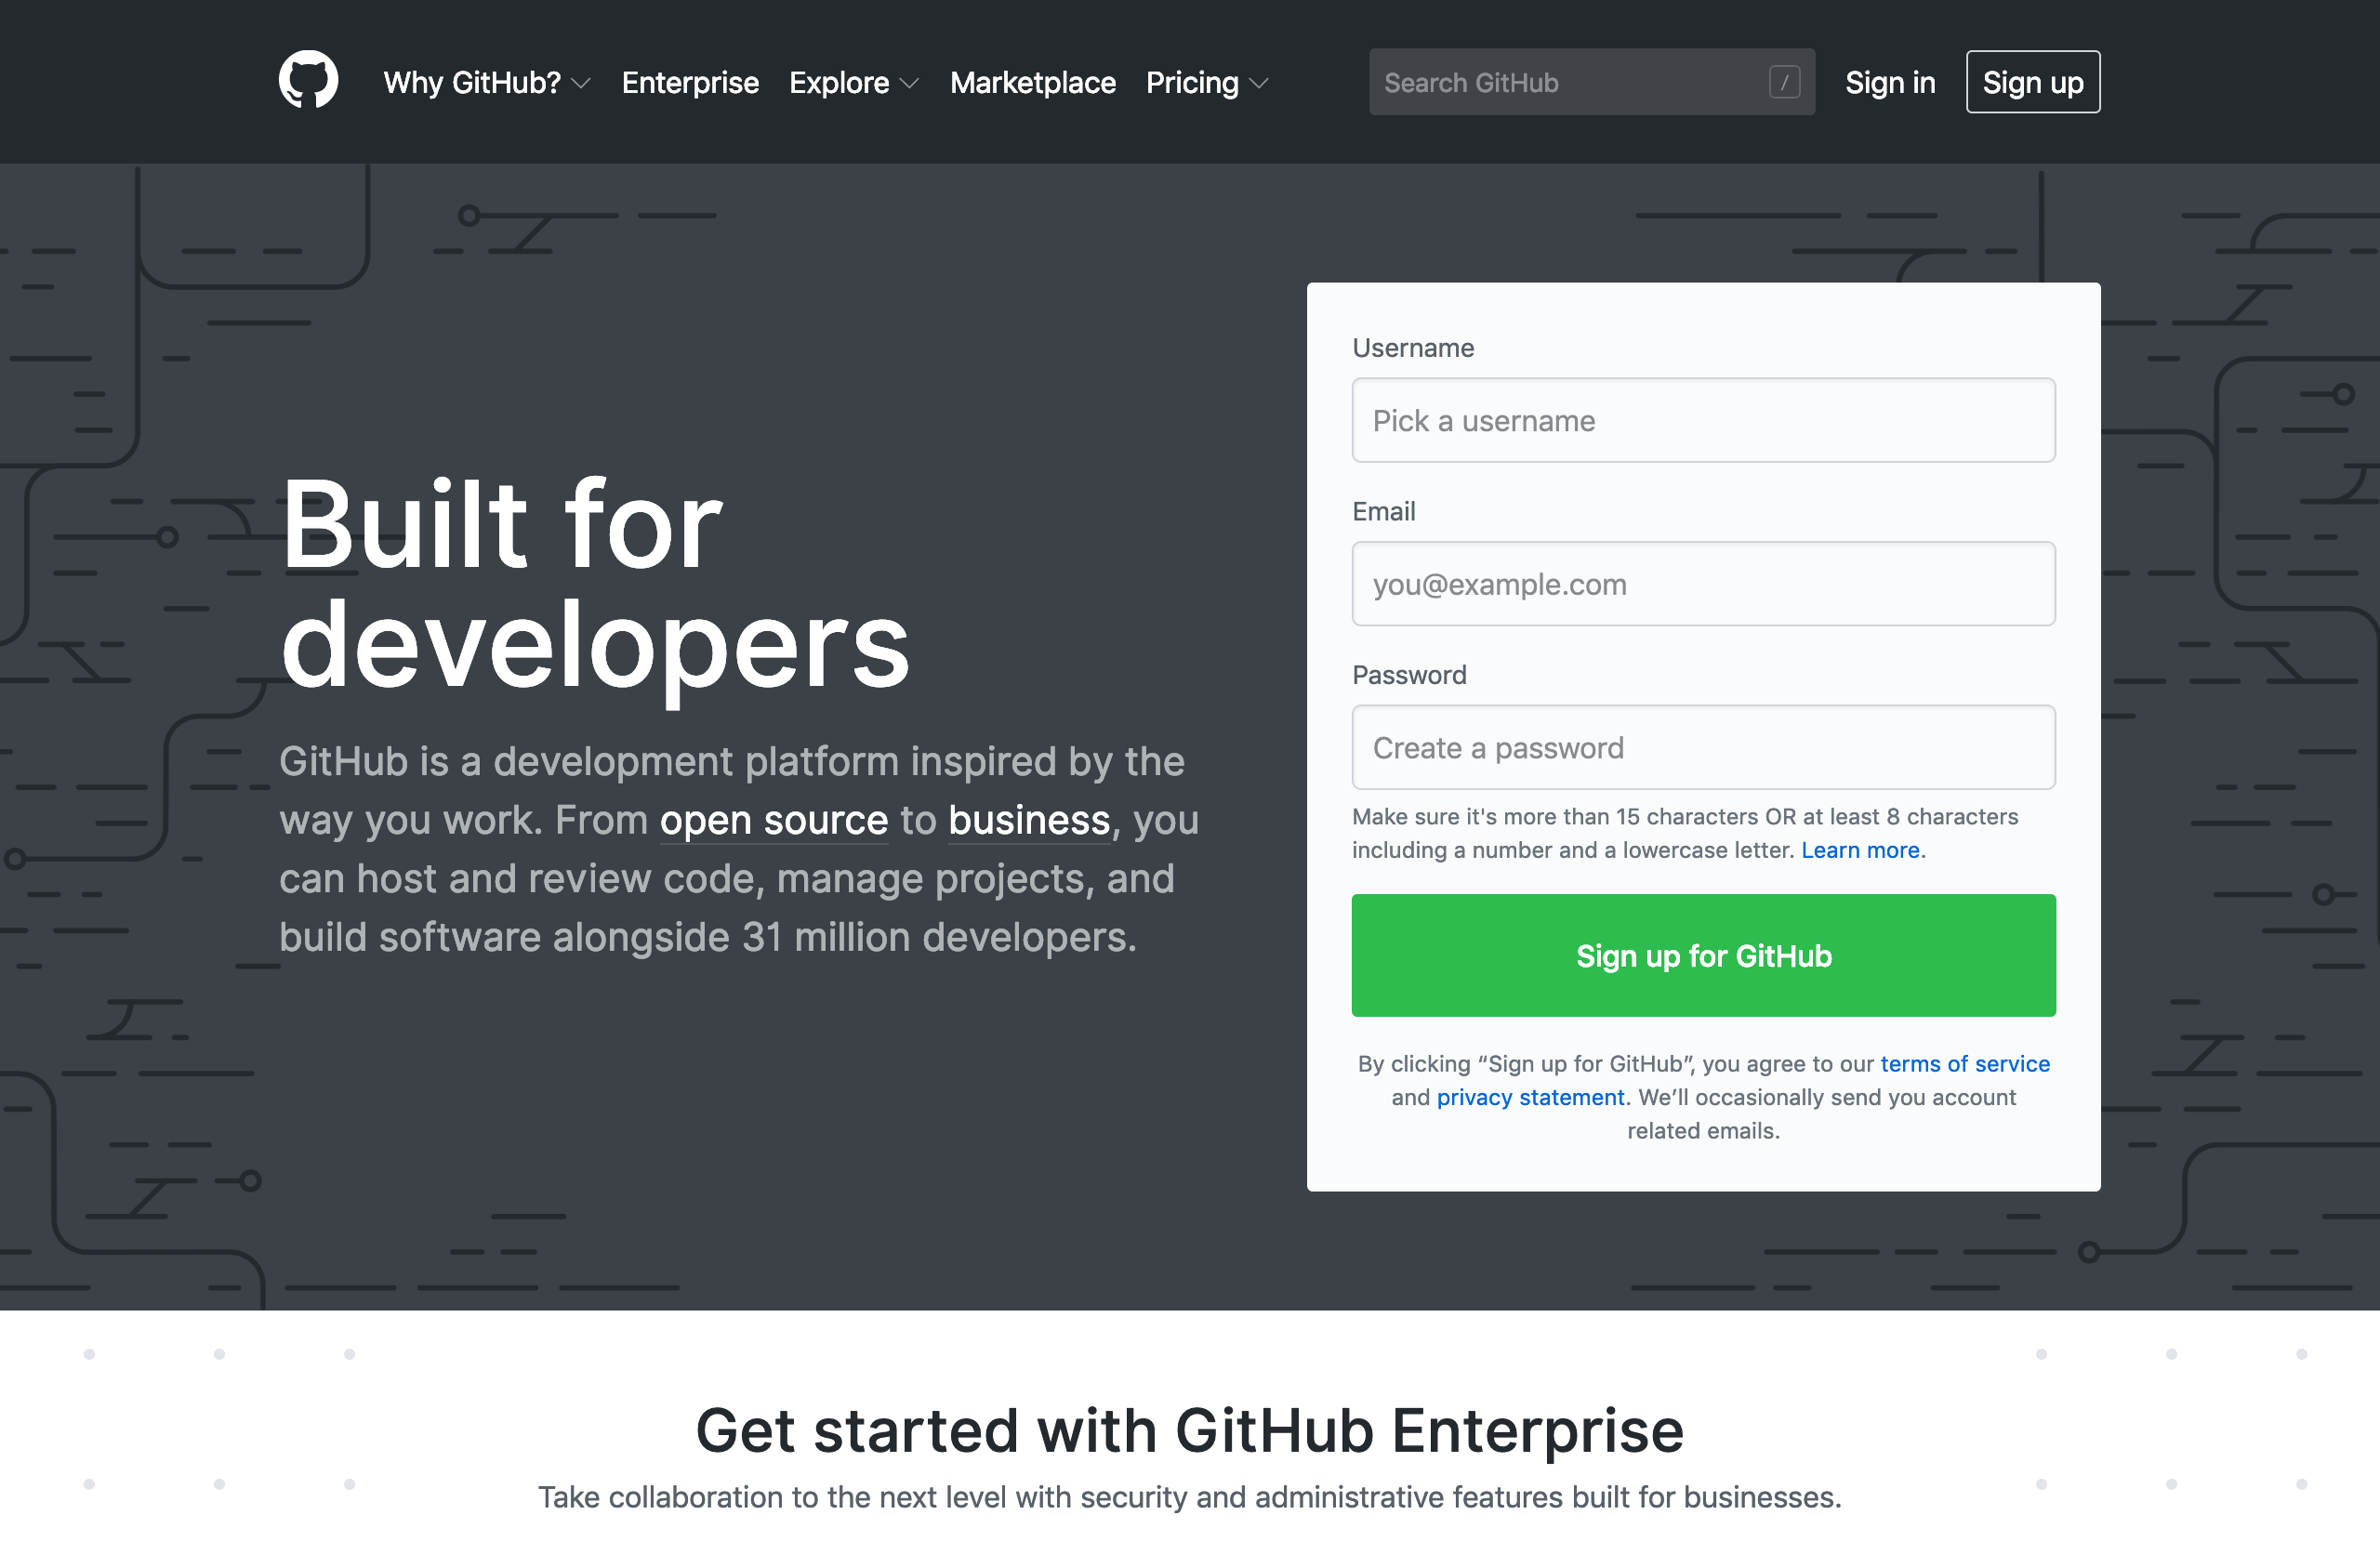 Why GitHub? Enterprise Explore Marketplace Pricing Search GitHub / Sign in Sign up
Built for
developers
GitHub is a development platform inspired by the
way you work. From open source to business, you
can host and review code, manage projects, and
build software alongside 31 million developers.
Username
Pick a username
Email
you@example.com
Password
Create a password
Make sure it's more than 15 characters OR at least 8 characters
including a number and a lowercase letter. Learn more.
Sign up for GitHub
By clicking “Sign up for GitHub”, you agree to our terms of service
and privacy statement. We’ll occasionally send you account
related emails.
Get started with GitHub Enterprise
Take collaboration to the next level with security and administrative features built for businesses.